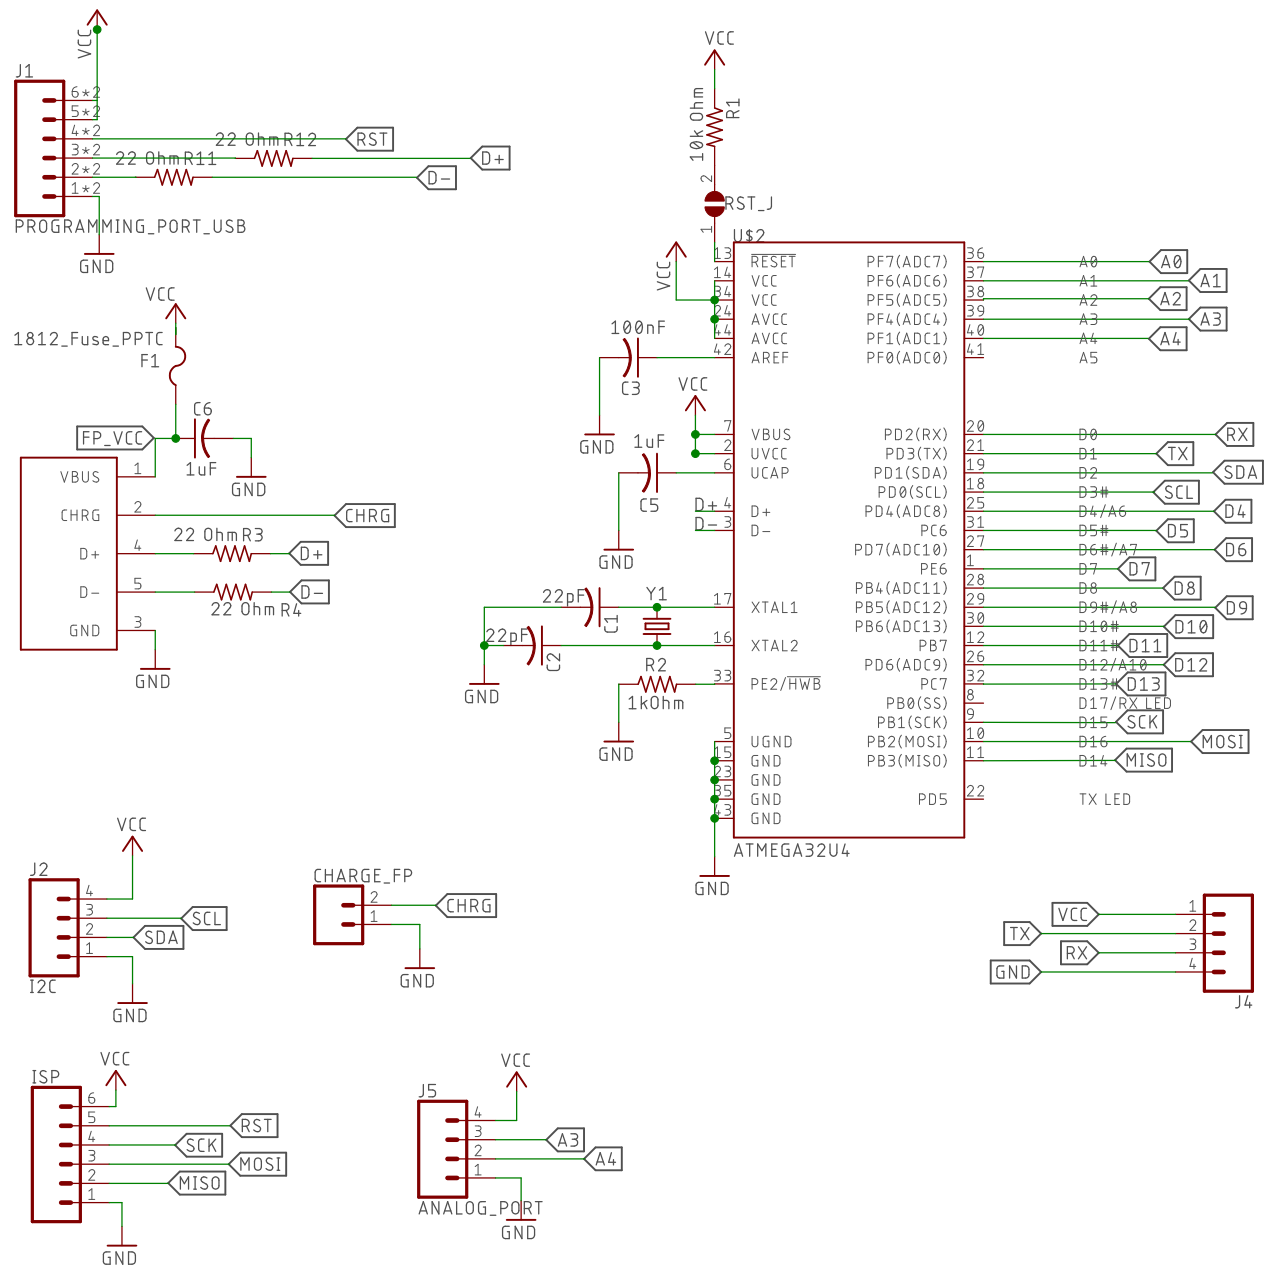 VCC
J1
6*2
5*2
4*2
3*2
2*2
1*2
22 Ohm R12
22 Ohm R11
RST
D+
D-
PROGRAMMING_PORT_USB
GND
VCC
1812_Fuse_PPTC
F1
C6
1uF
FP_VCC
GND
VBUS 1
CHRG 2
D+ 4
D- 5
GND 3
CHRG
22 Ohm R3
D+
22 Ohm R4
D-
GND
VCC
10k Ohm
R1
2
RST_J
1
U$2
VCC
100nF
C3
GND
VCC
1uF
C5
GND
D+
D-
22pF
C1
22pF
C2
Y1
GND
R2
1kOhm
GND
13 RESET
14 VCC
34 VCC
24 AVCC
44 AVCC
42 AREF
7 VBUS
2 UVCC
6 UCAP
4 D+
3 D-
17 XTAL1
16 XTAL2
33 PE2/HWB
5 UGND
15 GND
23 GND
35 GND
43 GND
GND
ATMEGA32U4
PF7(ADC7) 36 A0 A0
PF6(ADC6) 37 A1 A1
PF5(ADC5) 38 A2 A2
PF4(ADC4) 39 A3 A3
PF1(ADC1) 40 A4 A4
PF0(ADC0) 41 A5
PD2(RX) 20 D0 RX
PD3(TX) 21 D1 TX
PD1(SDA) 19 D2 SDA
PD0(SCL) 18 D3# SCL
PD4(ADC8) 25 D4/A6 D4
PC6 31 D5# D5
PD7(ADC10) 27 D6#/A7 D6
PE6 1 D7 D7
PB4(ADC11) 28 D8 D8
PB5(ADC12) 29 D9#/A8 D9
PB6(ADC13) 30 D10# D10
PB7 12 D11# D11
PD6(ADC9) 26 D12/A10 D12
PC7 32 D13# D13
PB0(SS) 8 D17/RX LED
PB1(SCK) 9 D15 SCK
PB2(MOSI) 10 D16 MOSI
PB3(MISO) 11 D14 MISO
PD5 22 TX LED
VCC
J2
4
3 SCL
2 SDA
1
I2C
GND
CHARGE_FP
2 CHRG
1
GND
VCC 1
TX 2
RX 3
GND 4
J4
VCC
ISP
6
5 RST
4 SCK
3 MOSI
2 MISO
1
GND
VCC
J5
4
3 A3
2 A4
1
ANALOG_PORT
GND